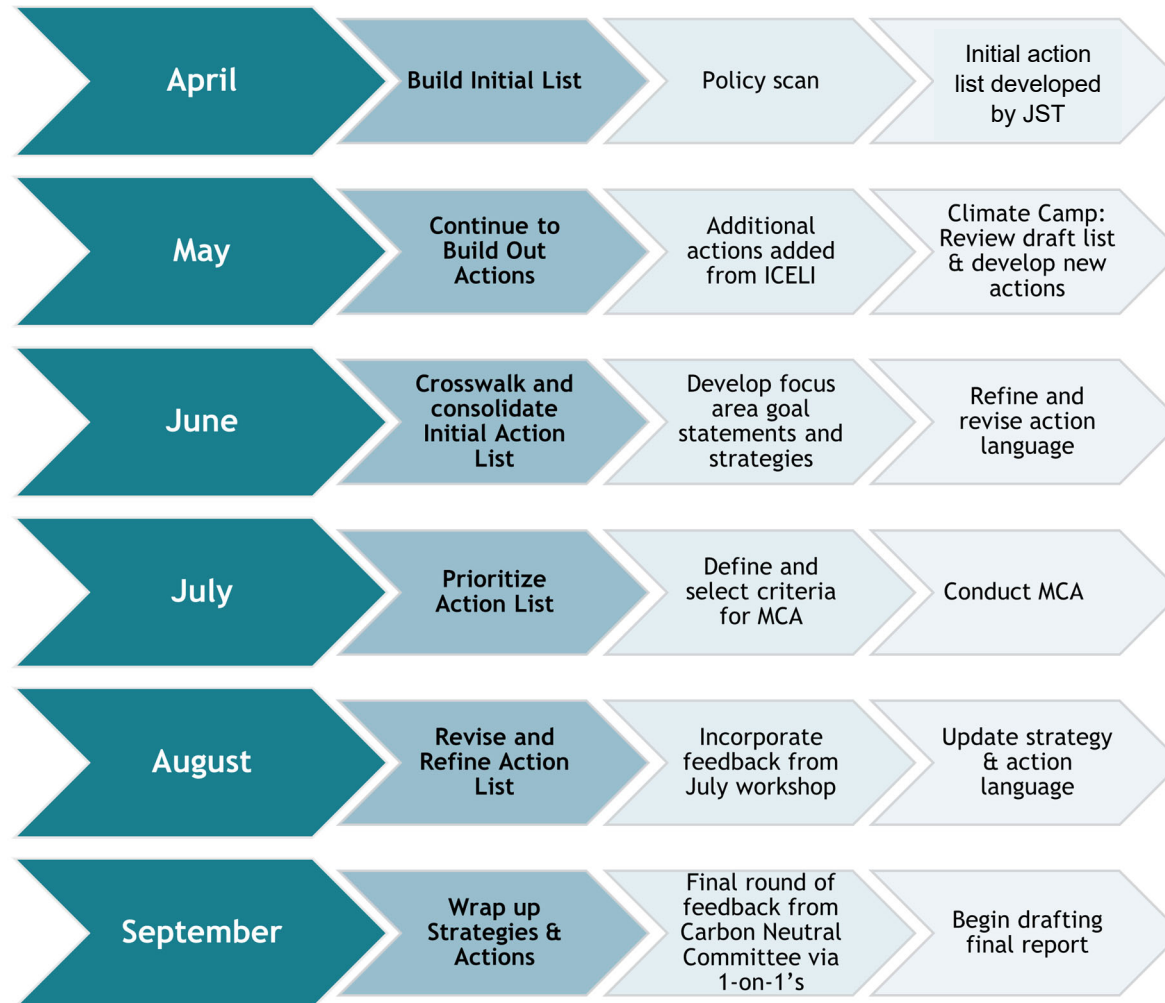 April
Build Initial List
Policy scan
Initial action
list developed
by JST
May
Continue to
Build Out
Actions
Additional
actions added
from ICELI
Climate Camp:
Review draft list
& develop new
actions
June
Crosswalk and
consolidate
Initial Action
List
Develop focus
area goal
statements and
strategies
Refine and
revise action
language
July
Prioritize
Action List
Define and
select criteria
for MCA
Conduct MCA
August
Revise and
Refine Action
List
Incorporate
feedback from
July workshop
Update strategy
& action
language
September
Wrap up
Strategies &
Actions
Final round of
feedback from
Carbon Neutral
Committee via
1-on-1’s
Begin drafting
final report